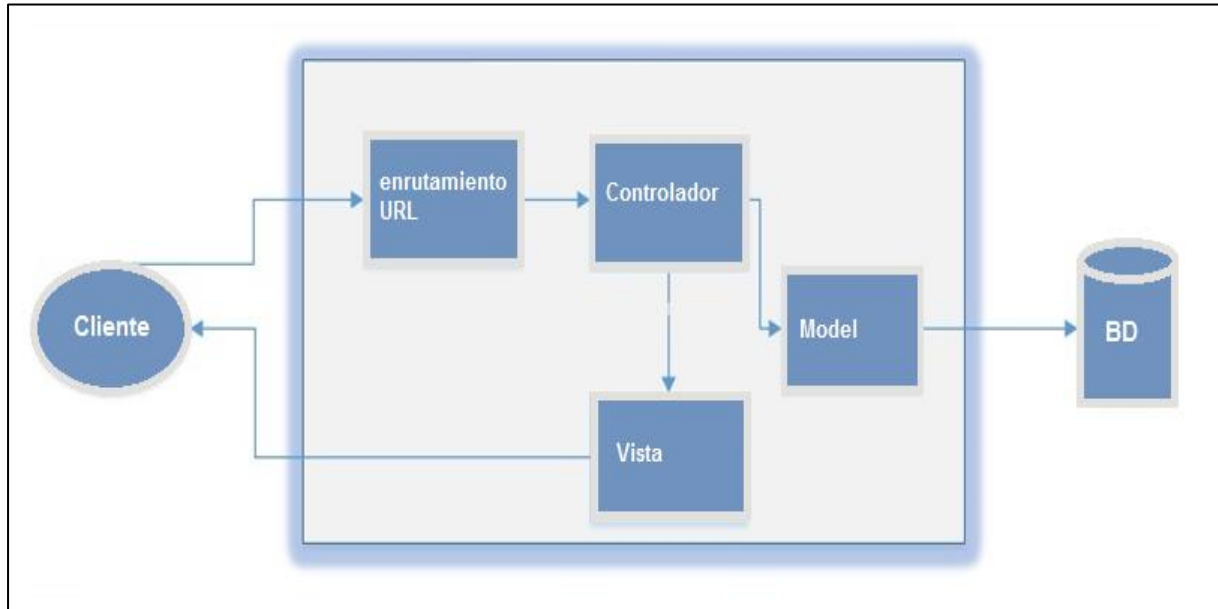 enrutamiento
URL
Controlador
Cliente
Model
BD
Vista